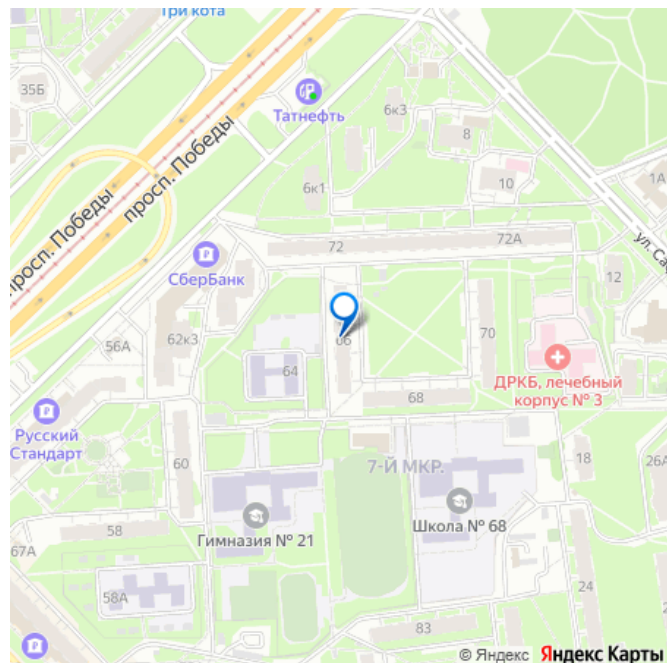 Три кота
35Б
просп. Победы
Татнефть
6к3
8
10
1А
6к1
просп. Победы
72
72А
СберБанк
12
66
56А
62к3
70
64
ДРКБ, лечебный
корпус № 3
68
Русский
Стандарт
60
7-Й МКР.
18
26А
Гимназия № 21
Школа № 68
58
67А
58А
24
83
© Яндекс Яндекс Карты